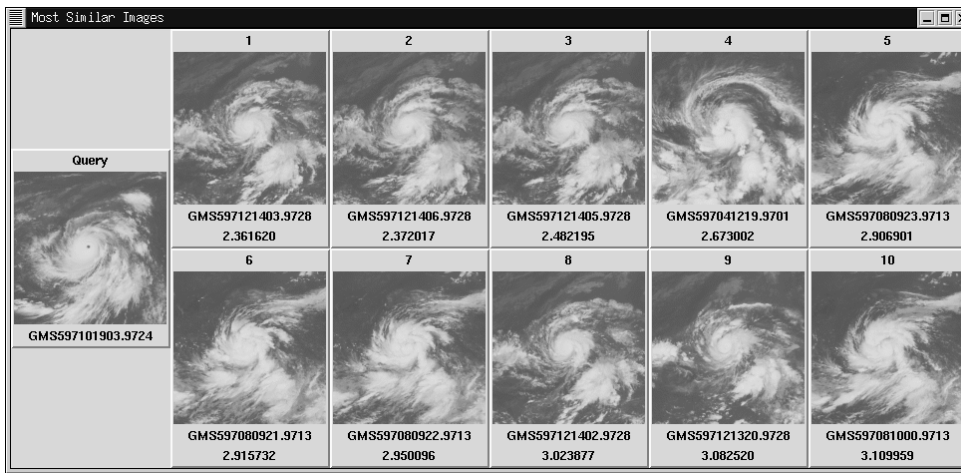 Most Similar Images
Query
GMS597101903.9724
1 2 3 4 5
GMS597121403.9728 GMS597121406.9728 GMS597121405.9728 GMS597041219.9701 GMS597080923.9713
2.361620 2.372017 2.482195 2.673002 2.906901
6 7 8 9 10
GMS597080921.9713 GMS597080922.9713 GMS597121402.9728 GMS597121320.9728 GMS597081000.9713
2.915732 2.950096 3.023877 3.082520 3.109959